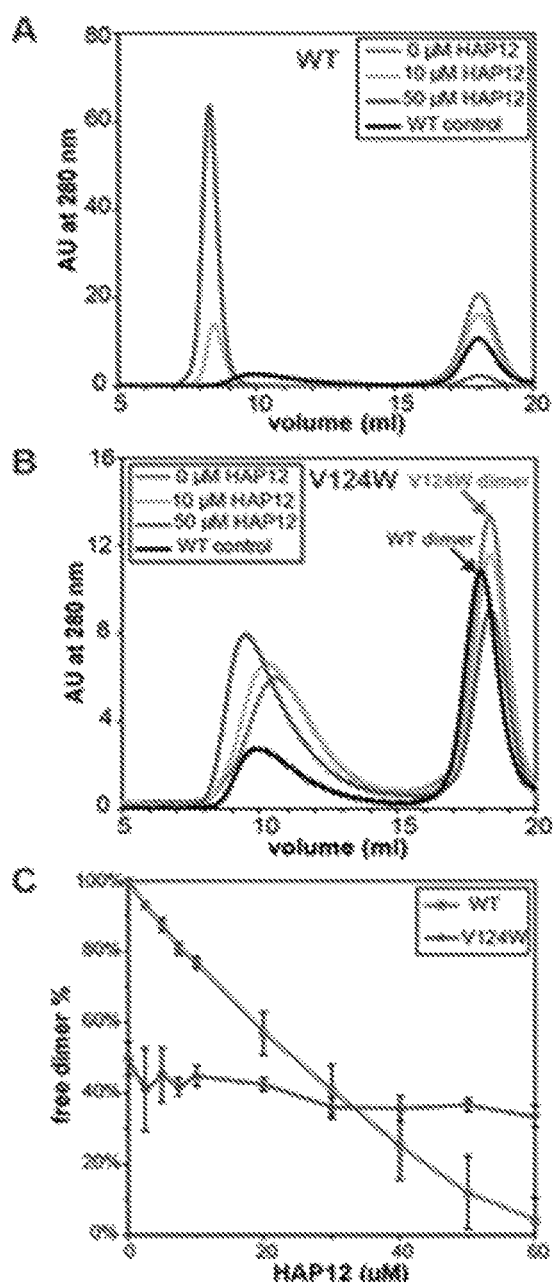 A
WT
0 µM HAP12
10 µM HAP12
50 µM HAP12
WT control
AU at 280 nm
80
60
40
20
0
5
10
15
20
volume (ml)
B
V124W
0 µM HAP12
10 µM HAP12
50 µM HAP12
WT control
V124W dimer
WT dimer
AU at 280 nm
16
12
8
4
0
5
10
15
20
volume (ml)
C
WT
V124W
free dimer %
100%
80%
60%
40%
20%
0%
0
20
40
60
HAP12 (µM)